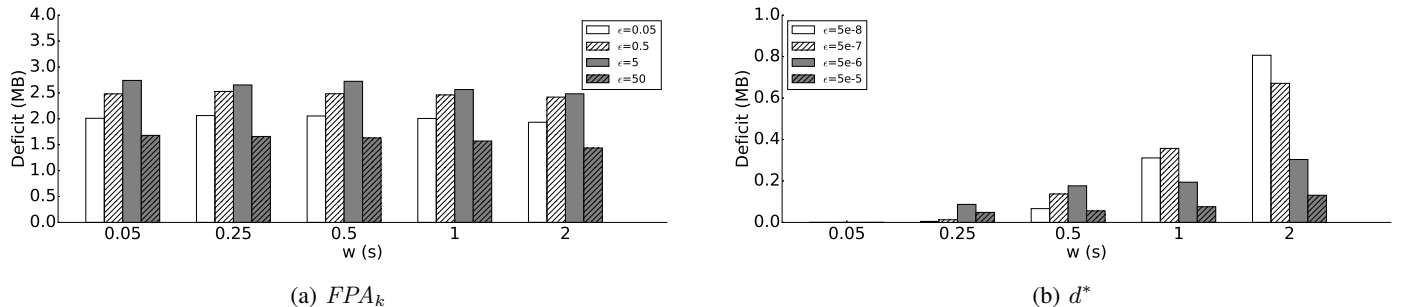 4.0
3.5
3.0
2.5
2.0
1.5
1.0
0.5
0.0
Deficit (MB)
ϵ=0.05
ϵ=0.5
ϵ=5
ϵ=50
0.05 0.25 0.5 1 2
w (s)
(a) FPA_k
1.0
0.8
0.6
0.4
0.2
0.0
Deficit (MB)
ϵ=5e-8
ϵ=5e-7
ϵ=5e-6
ϵ=5e-5
0.05 0.25 0.5 1 2
w (s)
(b) d*